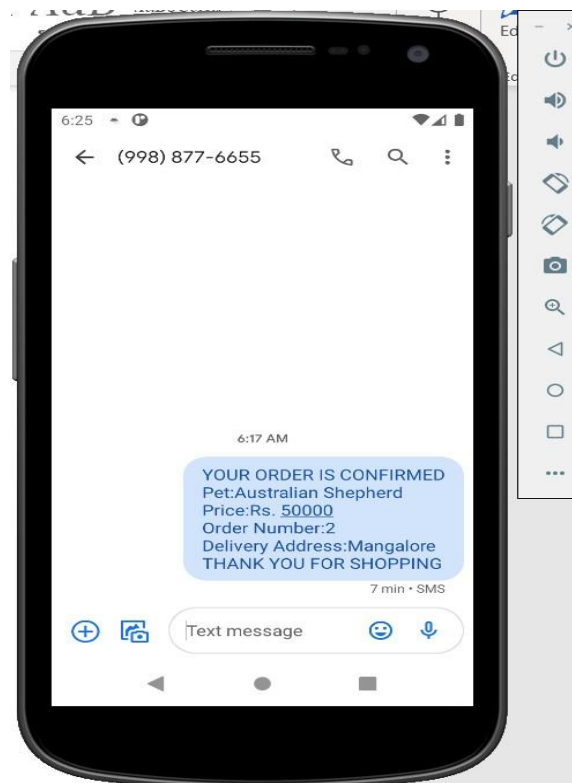 Ed
6:25
(998) 877-6655
6:17 AM
YOUR ORDER IS CONFIRMED
Pet:Australian Shepherd
Price:Rs. 50000
Order Number:2
Delivery Address:Mangalore
THANK YOU FOR SHOPPING
7 min • SMS
Text message